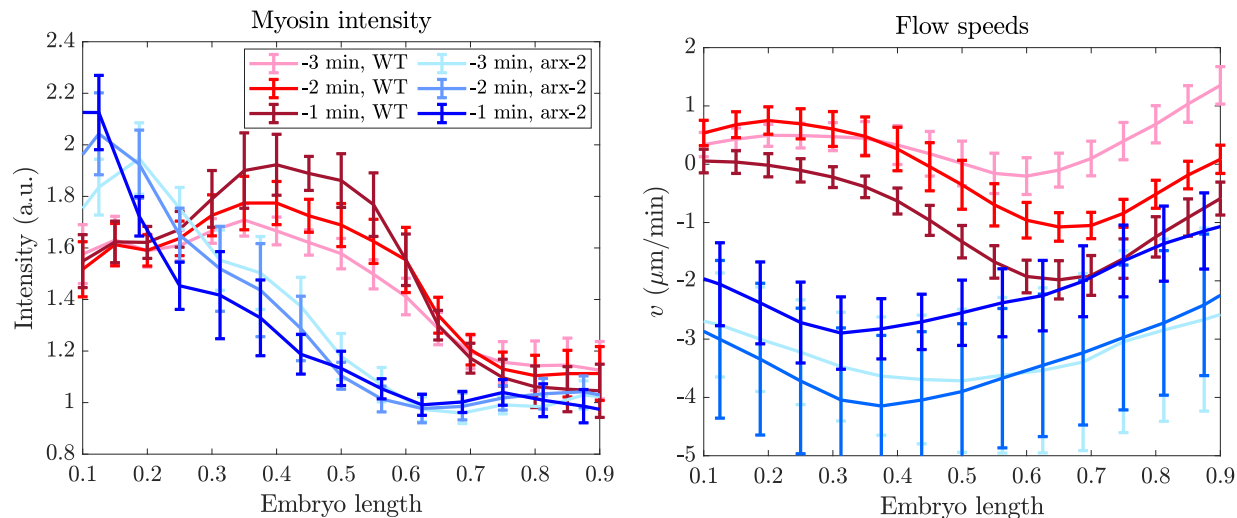 Myosin intensity
2.4
2.2
2
1.8
1.6
1.4
1.2
1
0.8
Intensity (a.u.)
-3 min, WT
-2 min, WT
-1 min, WT
-3 min, arx-2
-2 min, arx-2
-1 min, arx-2
0.1 0.2 0.3 0.4 0.5 0.6 0.7 0.8 0.9
Embryo length
Flow speeds
2
1
0
-1
-2
-3
-4
-5
v (μm/min)
0.1 0.2 0.3 0.4 0.5 0.6 0.7 0.8 0.9
Embryo length